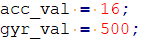 acc_val = 16;
gyr_val = 500;